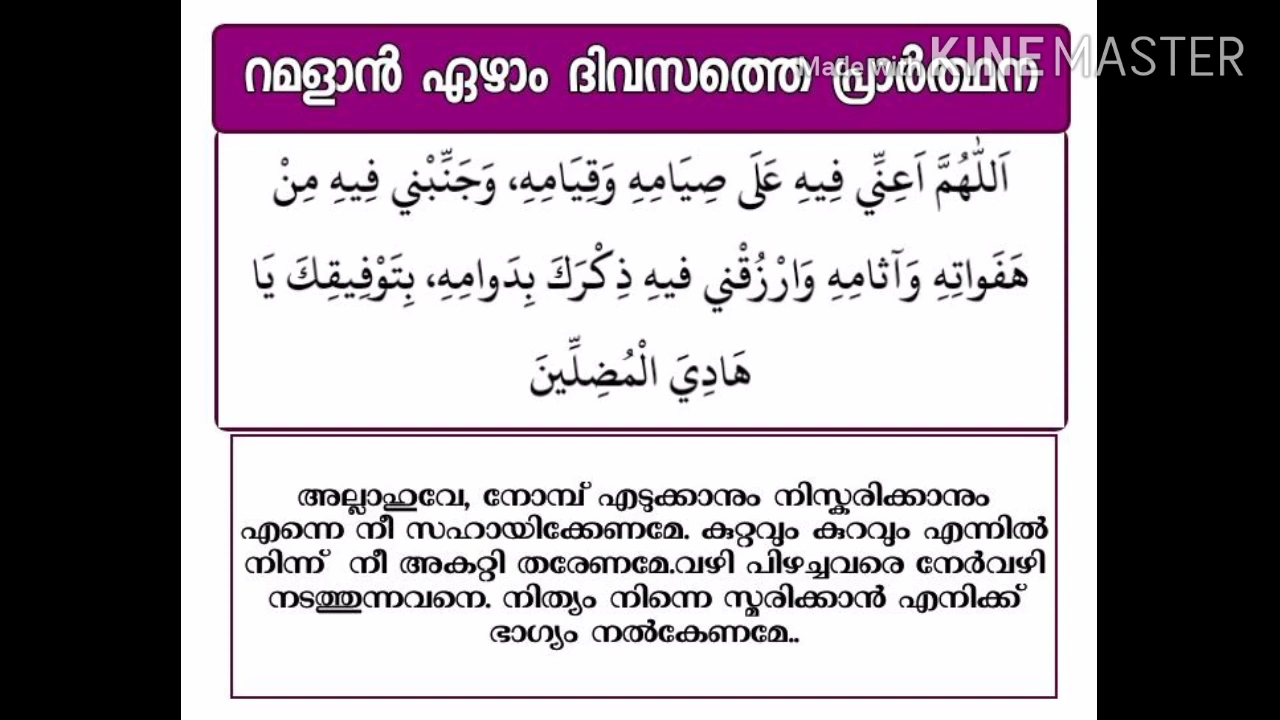 റമളാൻ ഏഴാം ദിവസത്തെ പ്രാർത്ഥന
Made with KINEMASTER
اَللّٰهُمَّ اَعِنِّي فِيهِ عَلَى صِيَامِهِ وَقِيَامِهِ، وَجَنِّبْنِي فِيهِ مِنْ
هَفَواتِهِ وَآثامِهِ وَارْزُقْني فيهِ ذِكْرَكَ بِدَوامِهِ، بِتَوْفِيقِكَ يَا
هَادِيَ الْمُضِلِّينَ
അല്ലാഹുവേ, നോമ്പ് എടുക്കാനും നിസ്കരിക്കാനും
എന്നെ നീ സഹായിക്കേണമേ. കുറ്റവും കുറവും എന്നിൽ
നിന്ന് നീ അകറ്റി തരേണമേ.വഴി പിഴച്ചവരെ നേർവഴി
നടത്തുന്നവനെ. നിത്യം നിന്നെ സ്മരിക്കാൻ എനിക്ക്
ഭാഗ്യം നൽകേണമേ..